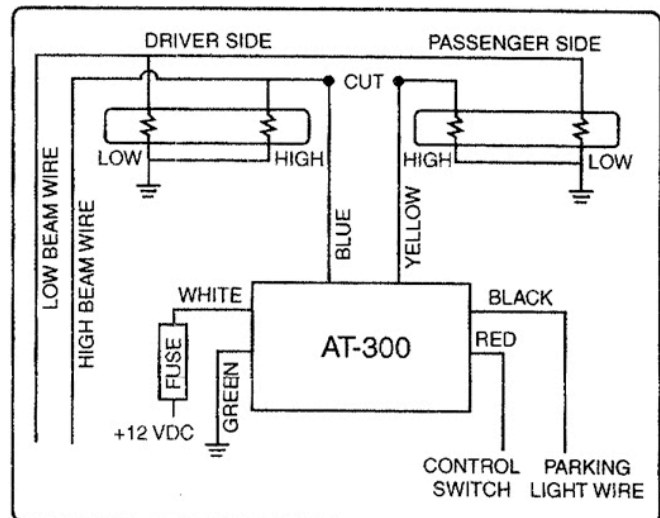 DRIVER SIDE
PASSENGER SIDE
CUT
LOW
HIGH
HIGH
LOW
LOW BEAM WIRE
HIGH BEAM WIRE
BLUE
YELLOW
WHITE
BLACK
AT-300
RED
FUSE
GREEN
+12 VDC
CONTROL
SWITCH
PARKING
LIGHT WIRE